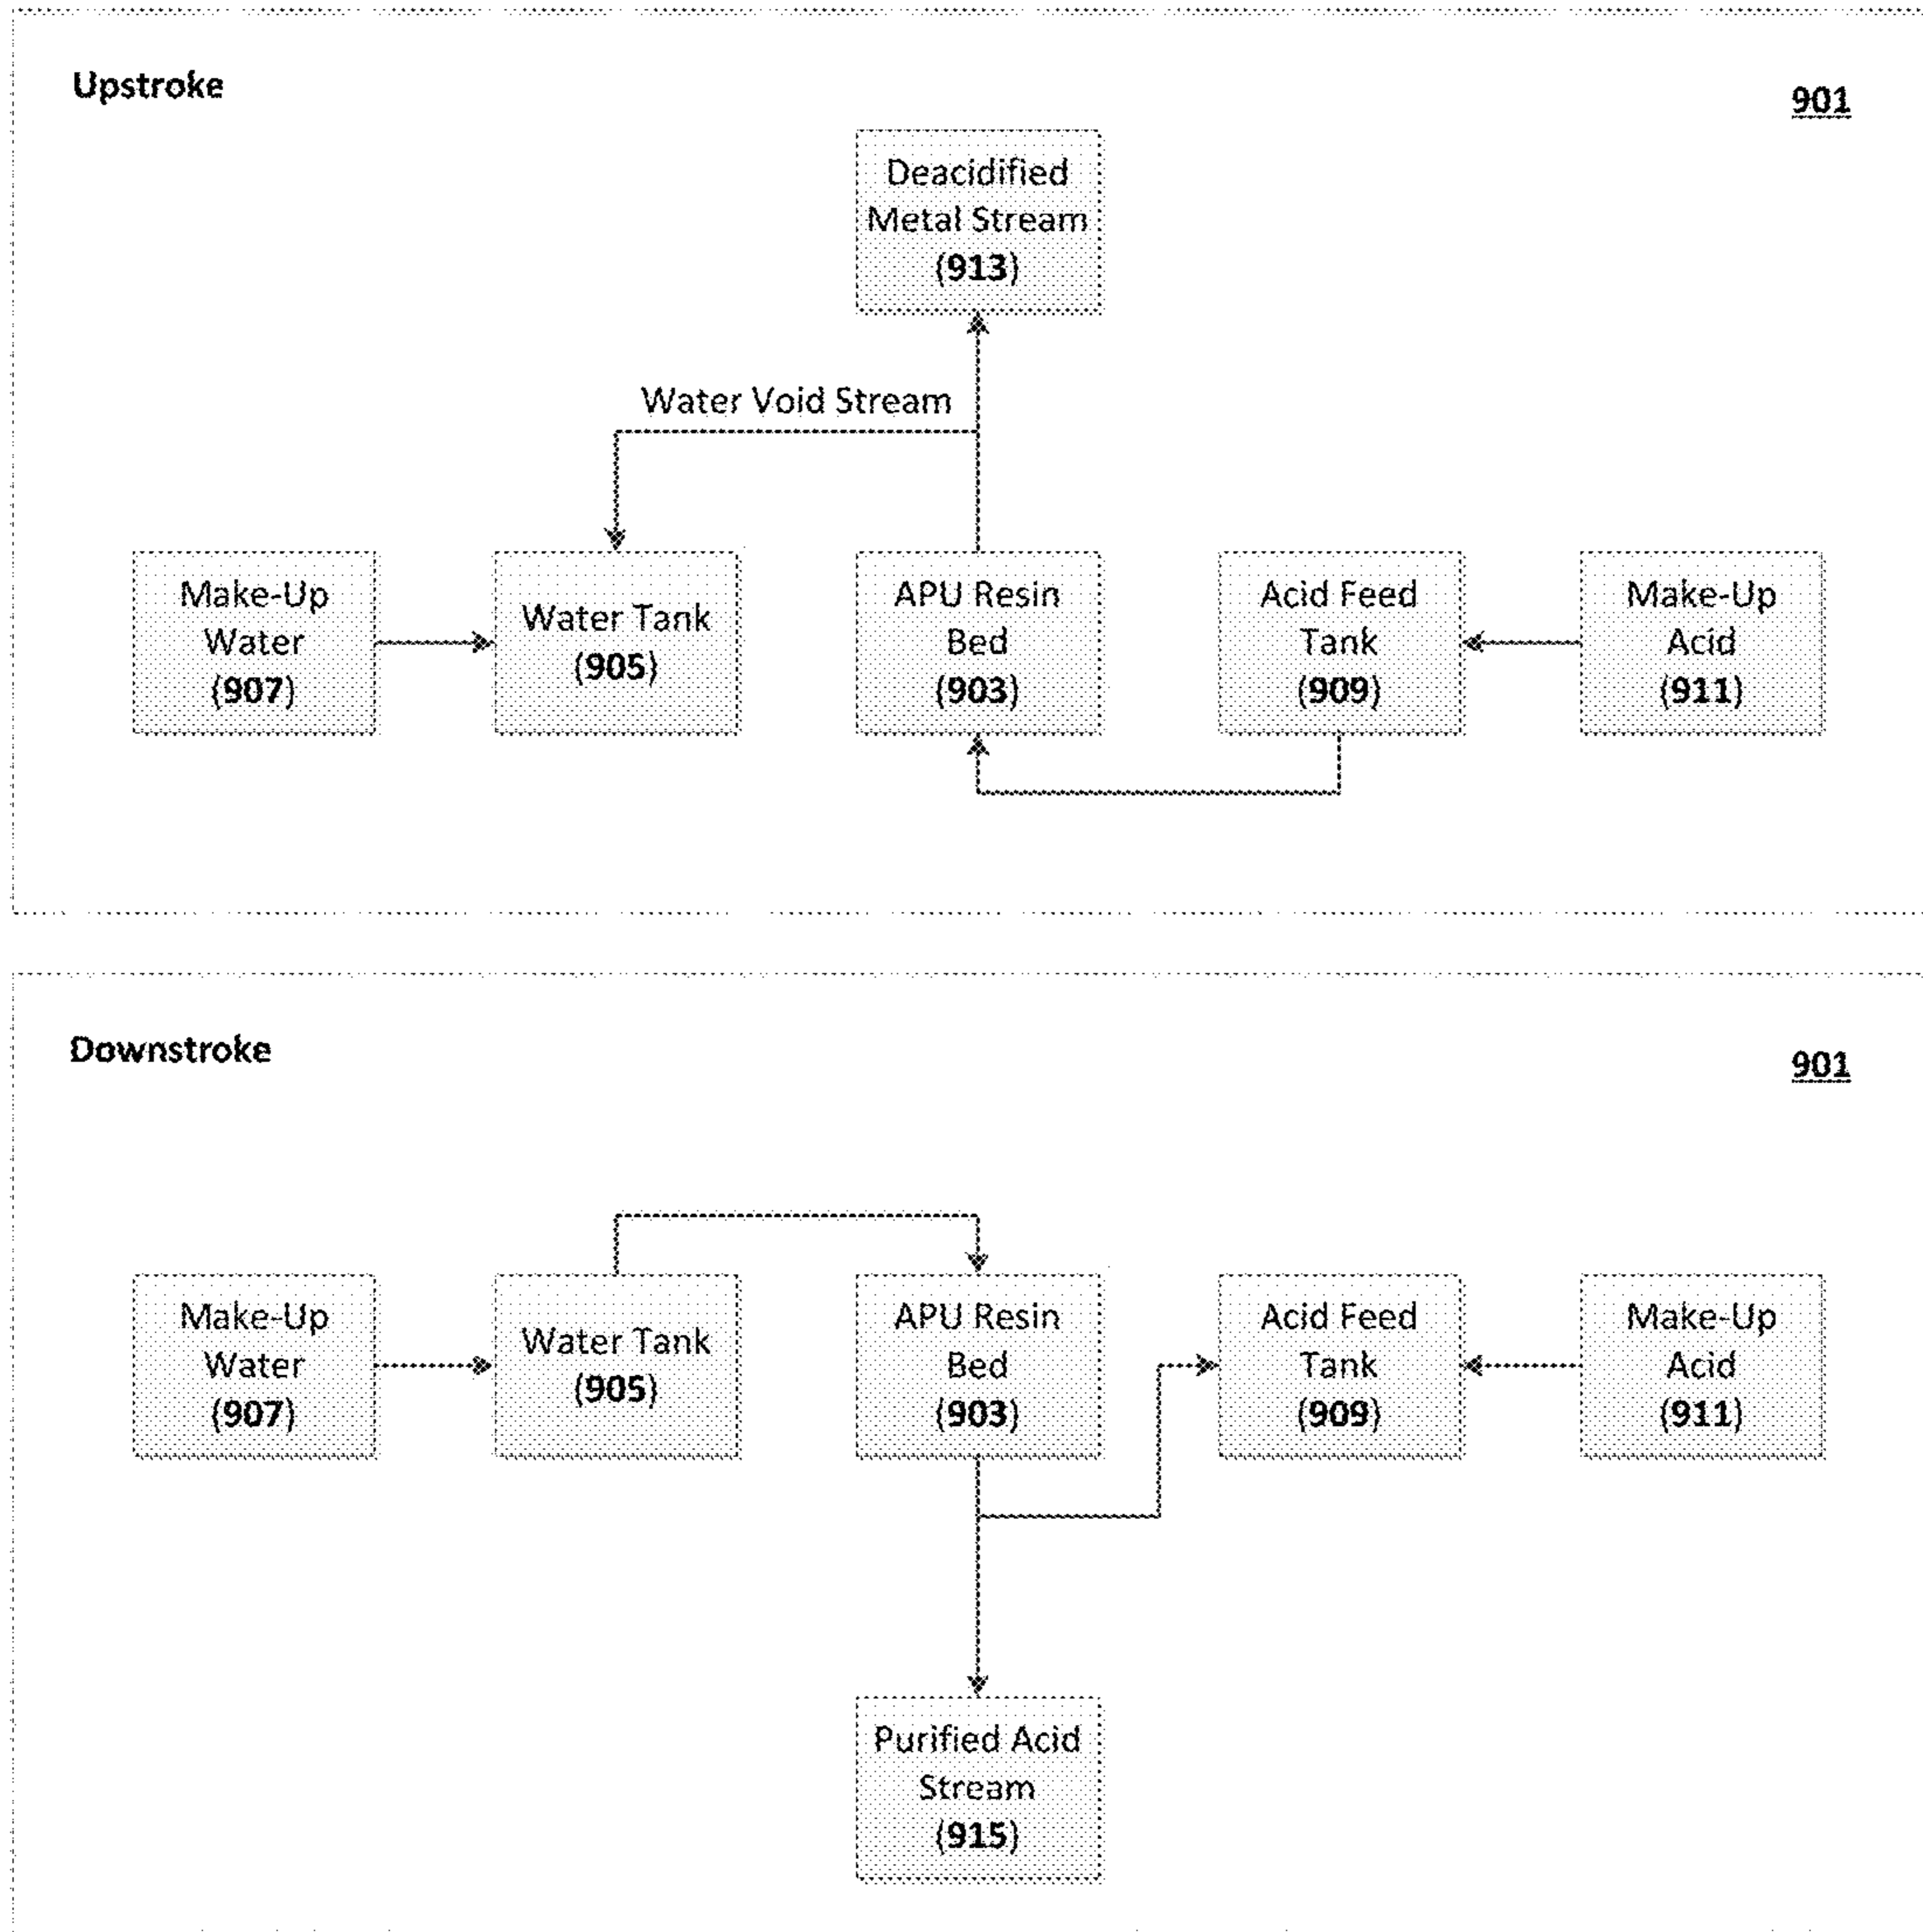 Upstroke
901
Deacidified
Metal Stream
(913)
Water Void Stream
Make-Up
Water
(907)
Water Tank
(905)
APU Resin
Bed
(903)
Acid Feed
Tank
(909)
Make-Up
Acid
(911)
Downstroke
901
Make-Up
Water
(907)
Water Tank
(905)
APU Resin
Bed
(903)
Acid Feed
Tank
(909)
Make-Up
Acid
(911)
Purified Acid
Stream
(915)